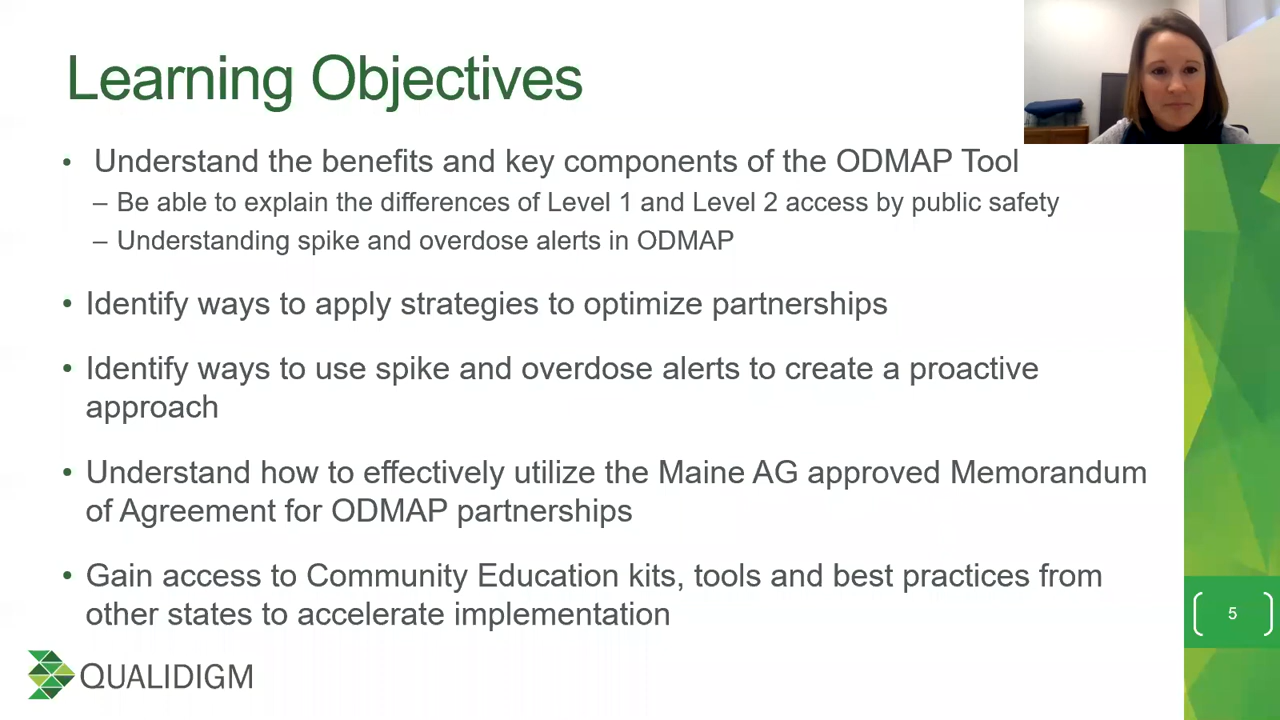 Learning Objectives
• Understand the benefits and key components of the ODMAP Tool
– Be able to explain the differences of Level 1 and Level 2 access by public safety
– Understanding spike and overdose alerts in ODMAP
• Identify ways to apply strategies to optimize partnerships
• Identify ways to use spike and overdose alerts to create a proactive
approach
• Understand how to effectively utilize the Maine AG approved Memorandum
of Agreement for ODMAP partnerships
• Gain access to Community Education kits, tools and best practices from
other states to accelerate implementation
5
QUALIDIGM